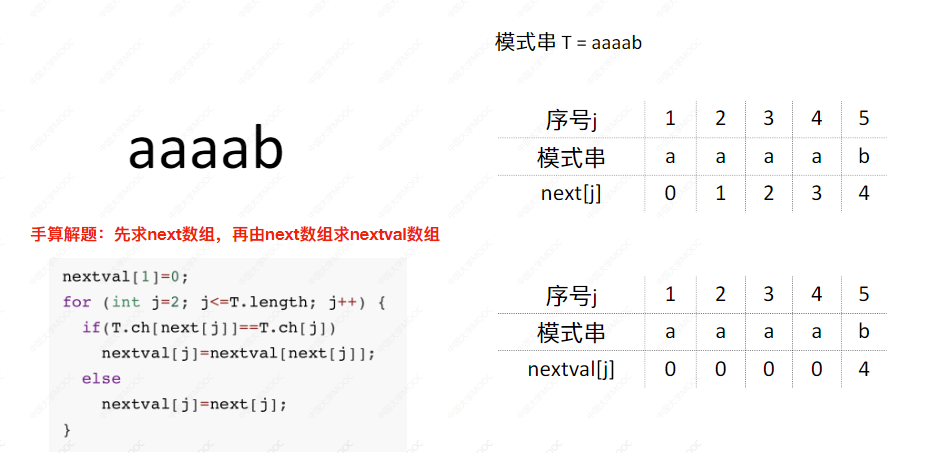 模式串 T = aaaab
aaaab
手算解题：先求next数组，再由next数组求nextval数组
nextval[1]=0;
for (int j=2; j<=T.length; j++) {
if(T.ch[next[j]]==T.ch[j])
nextval[j]=nextval[next[j]];
else
nextval[j]=next[j];
}
序号j 1 2 3 4 5
模式串 a a a a b
next[j] 0 1 2 3 4
序号j 1 2 3 4 5
模式串 a a a a b
nextval[j] 0 0 0 0 4